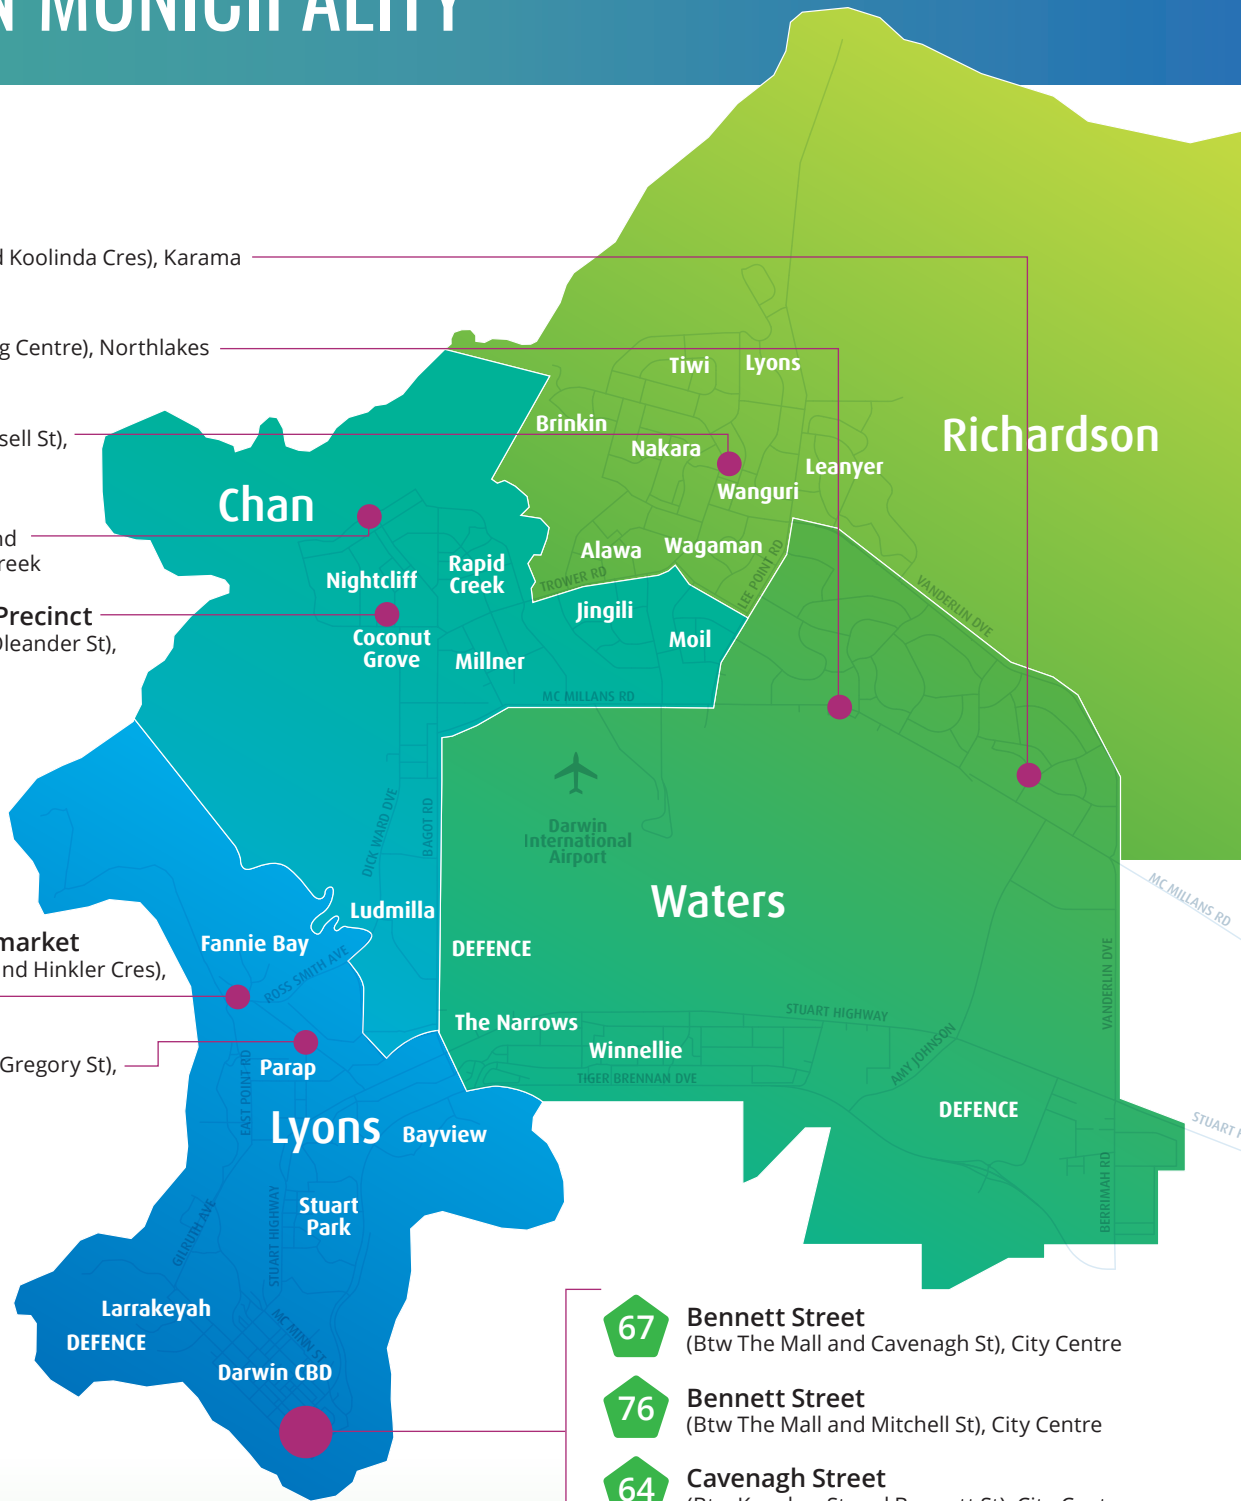 N MUNICIPALITY
Koolinda Cres), Karama
g Centre), Northlakes
sell St),
reek
Precinct
Oleander St),
market
nd Hinkler Cres),
Gregory St),
Tiwi
Lyons
Brinkin
Nakara
Leanyer
Wanguri
Richardson
Chan
Alawa
Wagaman
Rapid
Creek
Nightcliff
TROWER RD
LEE POINT RD
VANDERLIN DVE
Jingili
Moil
Coconut
Grove
Millner
MC MILLANS RD
DICK WARD DVE
BAGOT RD
Darwin
International
Airport
Waters
MC MILLANS RD
Ludmilla
Fannie Bay
ROSS SMITH AVE
DEFENCE
VANDERLIN DVE
The Narrows
STUART HIGHWAY
Winnellie
AMY JOHNSON
TIGER BRENNAN DVE
Parap
EAST POINT RD
Lyons
Bayview
DEFENCE
STUART
BERRIMAH RD
Stuart
Park
GILRUTH AVE
STUART HIGHWAY
Larrakeyah
DEFENCE
MC MINN ST
Darwin CBD
67 Bennett Street
(Btw The Mall and Cavenagh St), City Centre
76 Bennett Street
(Btw The Mall and Mitchell St), City Centre
64 Cavenagh Street